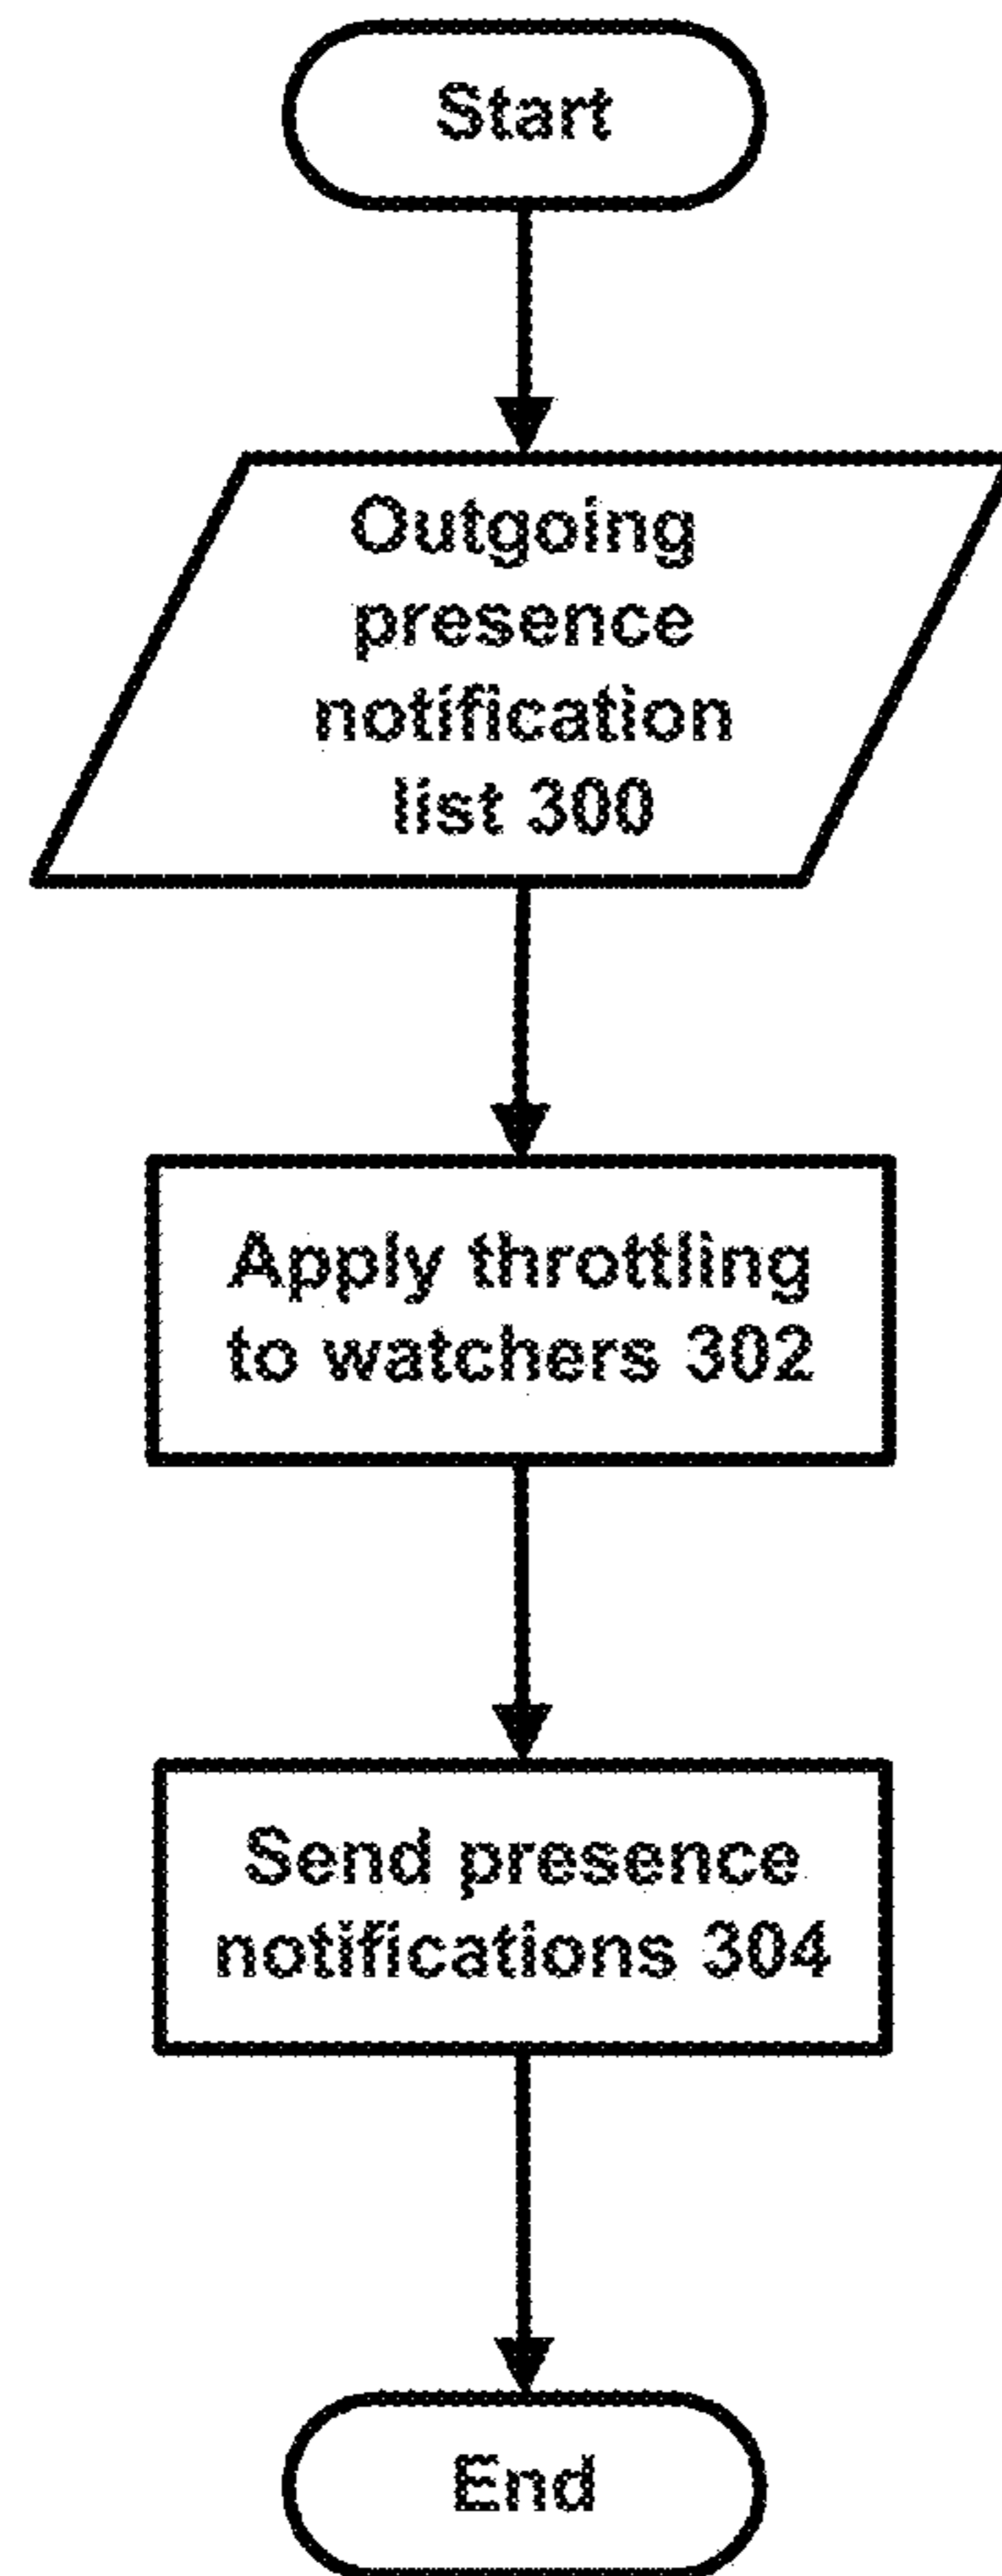 Start
Outgoing
presence
notification
list 300
Apply throttling
to watchers 302
Send presence
notifications 304
End